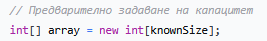 // Предварително задаване на капацитет
int[] array = new int[knownSize];